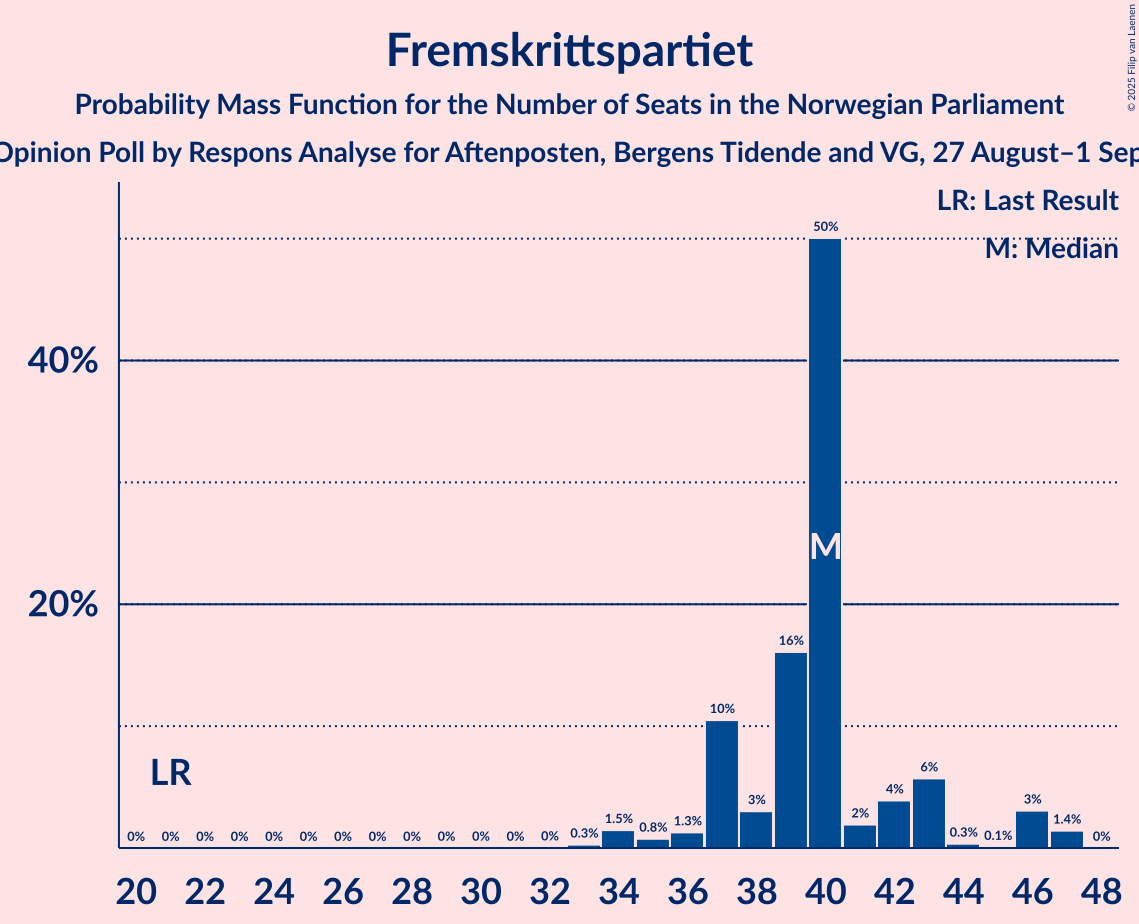 Fremskrittspartiet
Probability Mass Function for the Number of Seats in the Norwegian Parliament
Opinion Poll by Respons Analyse for Aftenposten, Bergens Tidende and VG, 27 August–1 Sep
© 2025 Filip van Laenen
LR: Last Result
M: Median
50%
40%
M
20%
16%
10%
LR
6%
4%
3%
3%
2%
1.5%
1.4%
1.3%
0.8%
0% 0% 0% 0% 0% 0% 0% 0% 0% 0% 0% 0% 0% 0.3% 0.3% 0.1% 0%
20 22 24 26 28 30 32 34 36 38 40 42 44 46 48